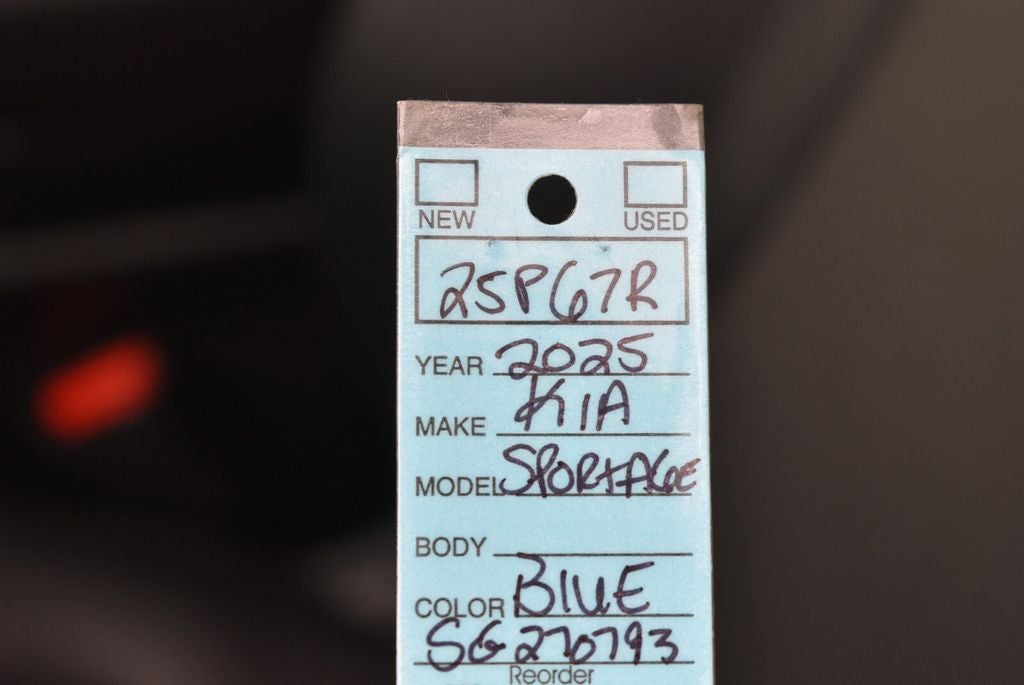 NEW USED
25P67R
YEAR 2025
MAKE KIA
MODEL SPORTAGE
BODY
COLOR BLUE
SG270793
Reorder